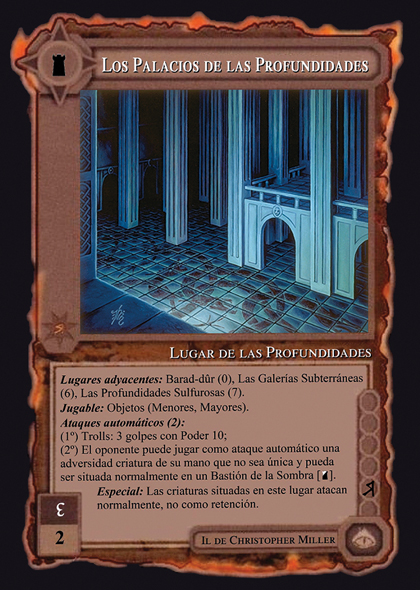 Los Palacios de las Profundidades
Lugar de las Profundidades
Lugares adyacentes: Barad-dûr (0), Las Galerías Subterráneas
(6), Las Profundidades Sulfurosas (7).
Jugable: Objetos (Menores, Mayores).
Ataques automáticos (2):
(1º) Trolls: 3 golpes con Poder 10;
(2º) El oponente puede jugar como ataque automático una
adversidad criatura de su mano que no sea única y pueda
ser situada normalmente en un Bastión de la Sombra [].
Especial: Las criaturas situadas en este lugar atacan
normalmente, no como retención.
2
Il de Christopher Miller